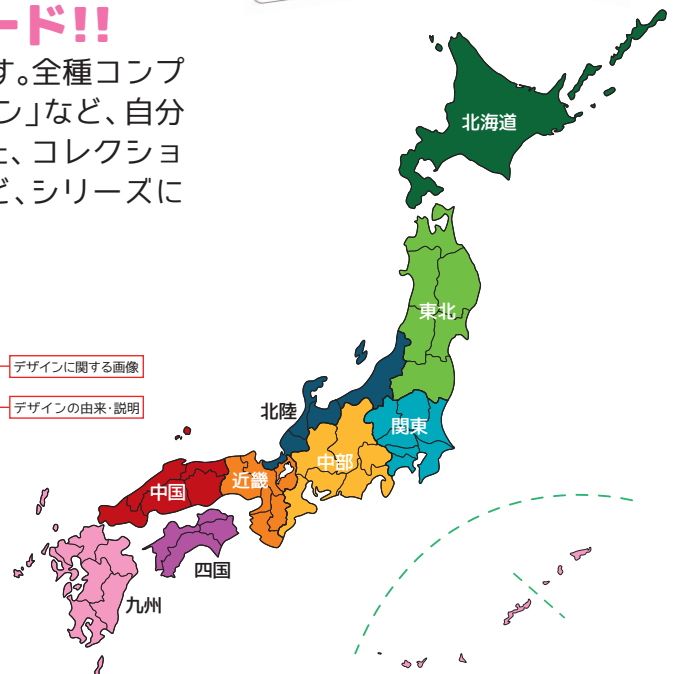 ード!!
す。全種コンプ
ン」など、自分
た、コレクショ
ど、シリーズに
デザインに関する画像
デザインの由来・説明
北海道
東北
北陸
関東
中部
近畿
中国
四国
九州